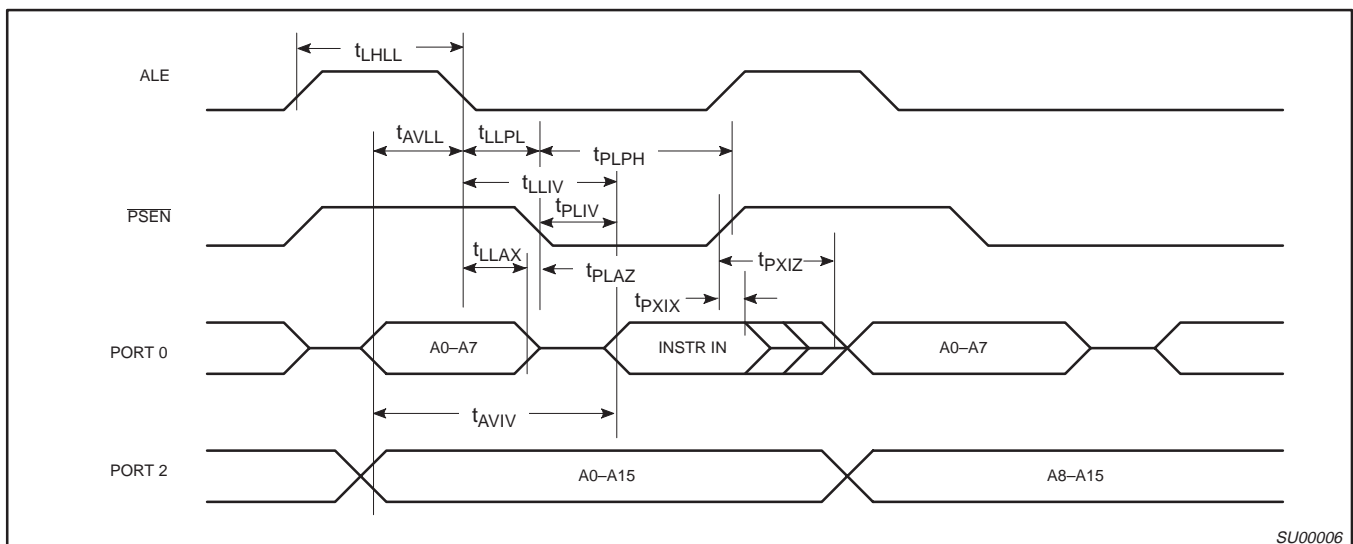 tLHLL
ALE
tAVLL
tLLPL
tPLPH
tLLIV
PSEN
tPLIV
tLLAX
tPLAZ
tPXIZ
tPXIX
PORT 0
A0–A7
INSTR IN
A0–A7
tAVIV
PORT 2
A0–A15
A8–A15
SU00006